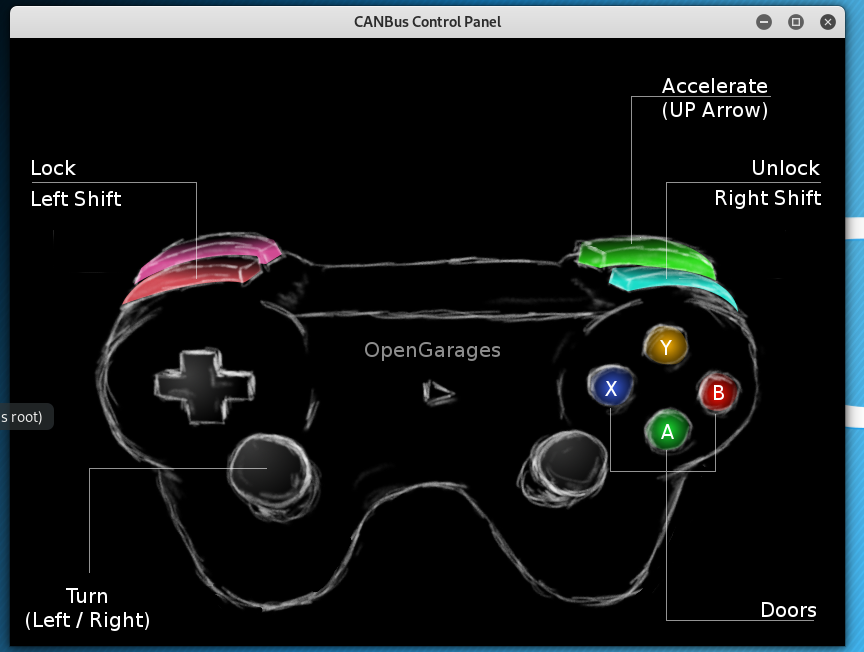 CANBus Control Panel
Accelerate
(UP Arrow)
Lock
Left Shift
Unlock
Right Shift
OpenGarages
Y
X
B
A
s root)
Turn
(Left / Right)
Doors